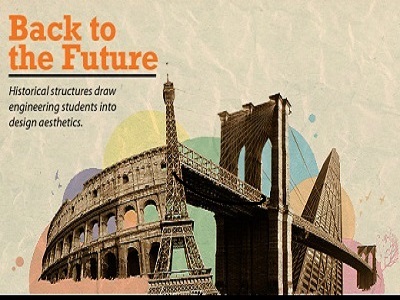 Back to
the Future
Historical structures draw
engineering students into
design aesthetics.